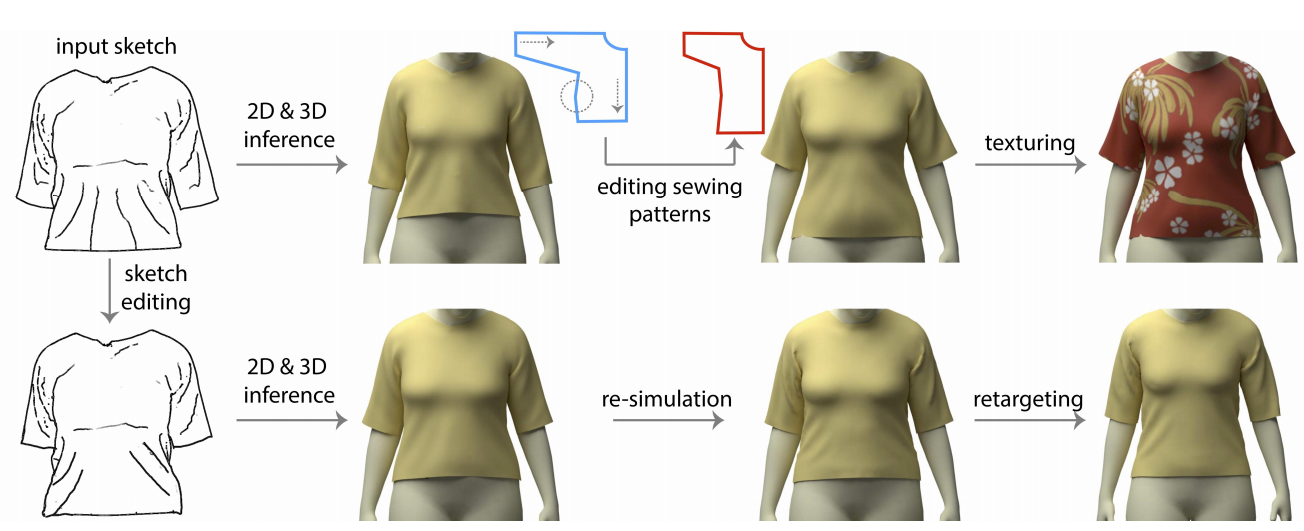 input sketch
2D & 3D
inference
editing sewing
patterns
texturing
sketch
editing
2D & 3D
inference
re-simulation
retargeting